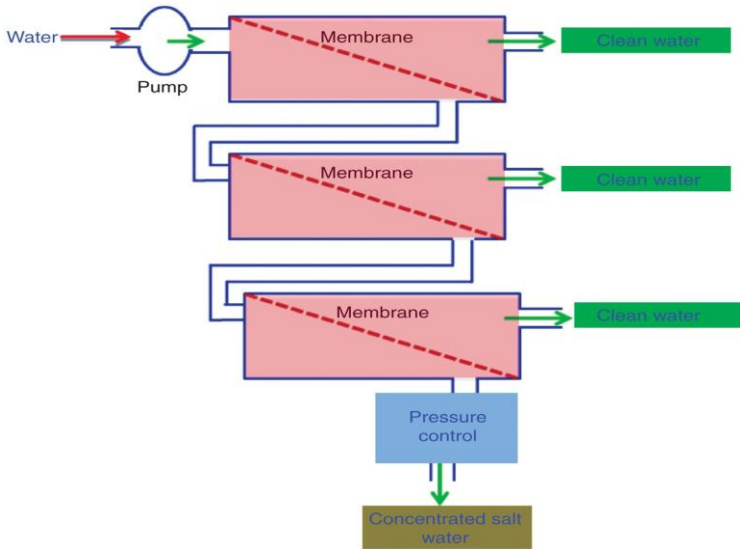 Water
Pump
Membrane
Clean water
Membrane
Clean water
Membrane
Clean water
Pressure
control
Concentrated salt
water